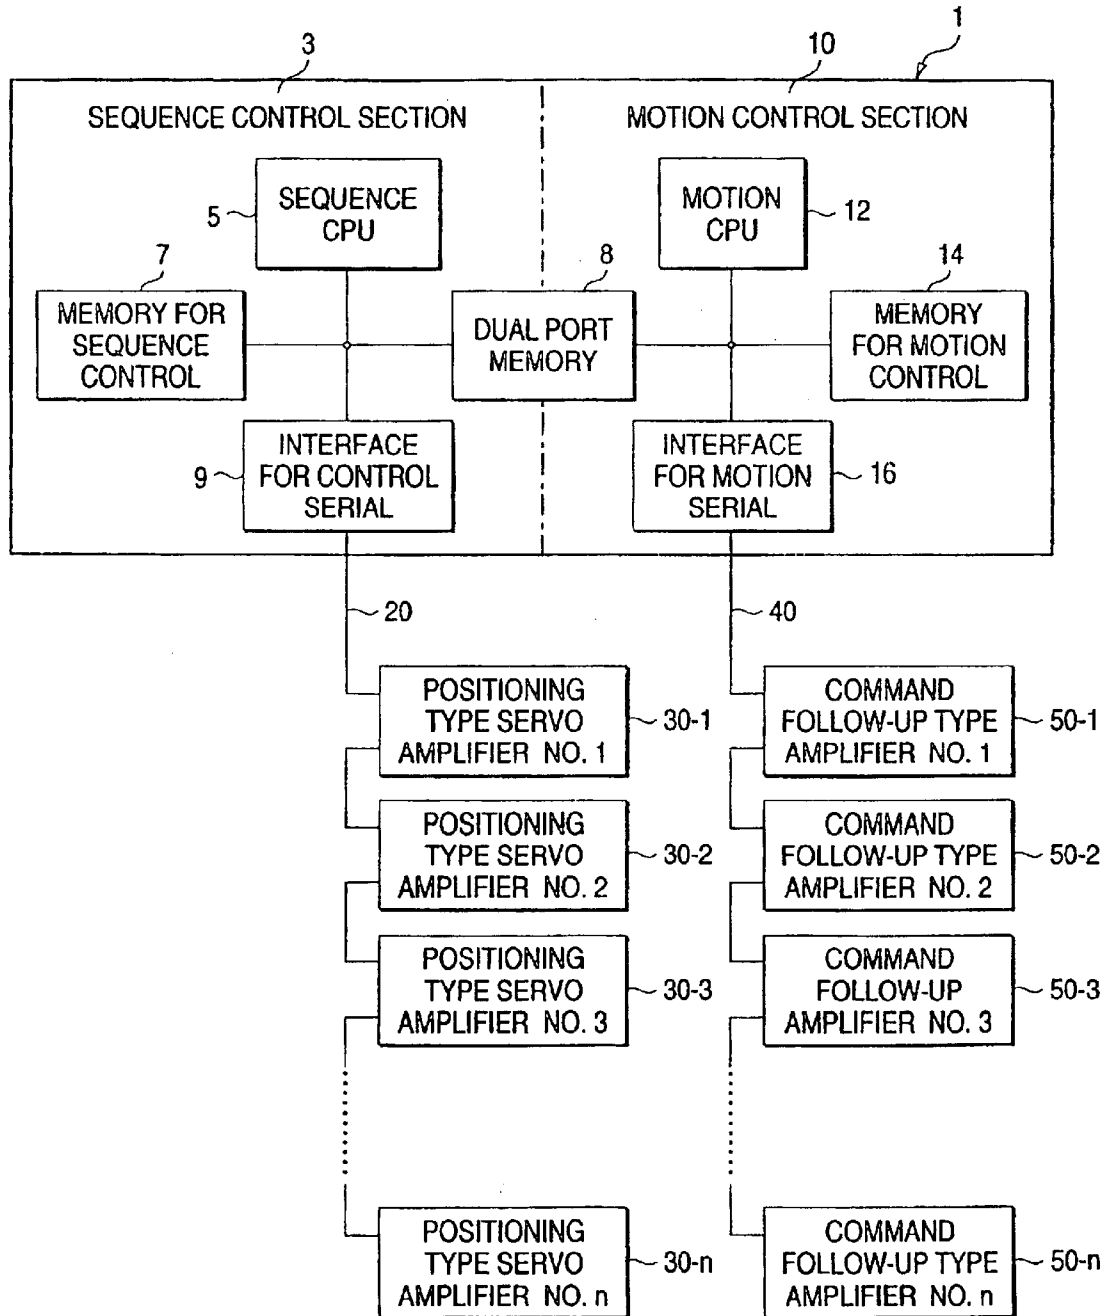 1
3
10
SEQUENCE CONTROL SECTION
MOTION CONTROL SECTION
5
SEQUENCE
CPU
MOTION
CPU
12
7
8
14
MEMORY FOR
SEQUENCE
CONTROL
DUAL PORT
MEMORY
MEMORY
FOR MOTION
CONTROL
9
INTERFACE
FOR CONTROL
SERIAL
INTERFACE
FOR MOTION
SERIAL
16
20
40
POSITIONING
TYPE SERVO
AMPLIFIER NO. 1
30-1
COMMAND
FOLLOW-UP TYPE
AMPLIFIER NO. 1
50-1
POSITIONING
TYPE SERVO
AMPLIFIER NO. 2
30-2
COMMAND
FOLLOW-UP TYPE
AMPLIFIER NO. 2
50-2
POSITIONING
TYPE SERVO
AMPLIFIER NO. 3
30-3
COMMAND
FOLLOW-UP
AMPLIFIER NO. 3
50-3
POSITIONING
TYPE SERVO
AMPLIFIER NO. n
30-n
COMMAND
FOLLOW-UP TYPE
AMPLIFIER NO. n
50-n